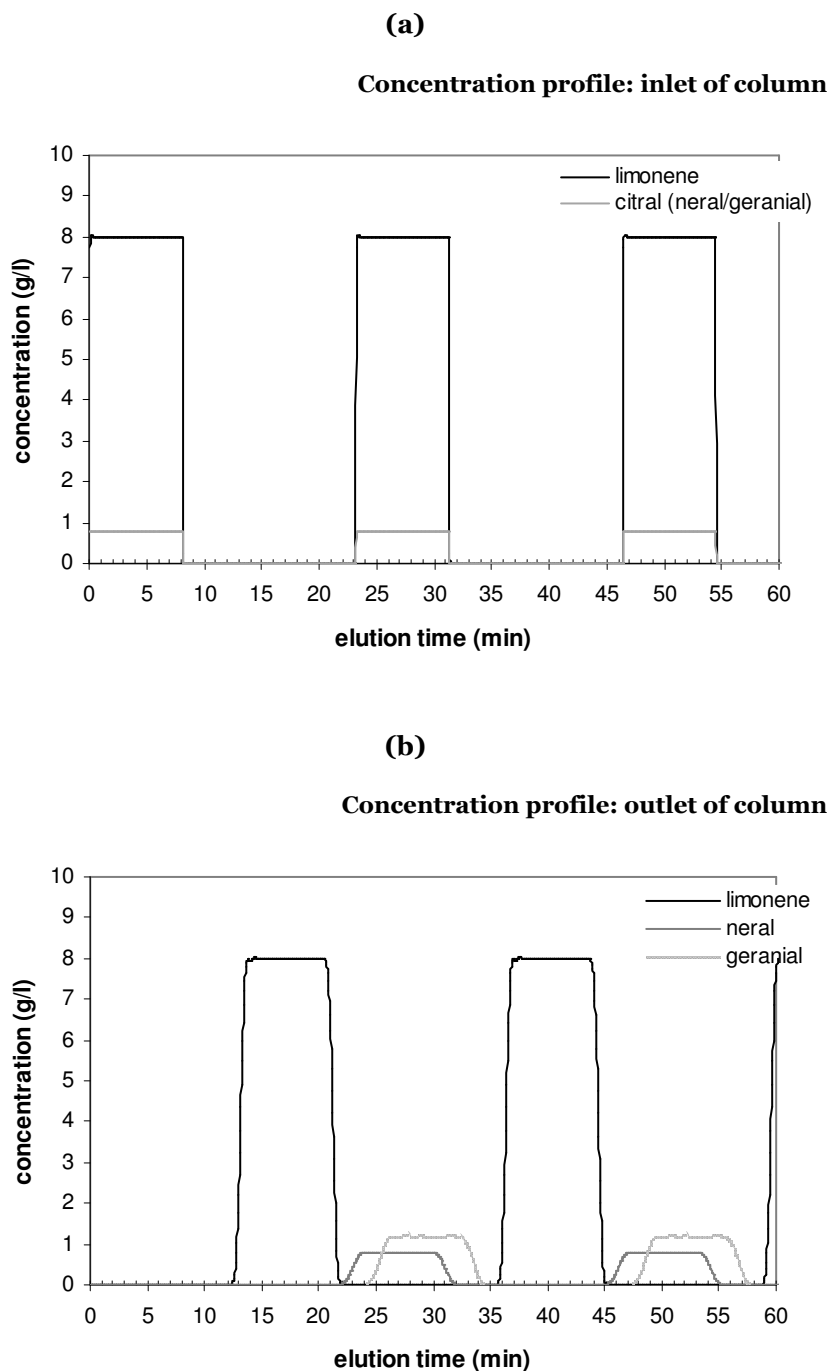 (a)
Concentration profile: inlet of column
10
9
8
7
6
5
4
3
2
1
0
concentration (g/l)
limonene
citral (neral/geranial)
0 5 10 15 20 25 30 35 40 45 50 55 60
elution time (min)
(b)
Concentration profile: outlet of column
10
9
8
7
6
5
4
3
2
1
0
concentration (g/l)
limonene
neral
geranial
0 5 10 15 20 25 30 35 40 45 50 55 60
elution time (min)